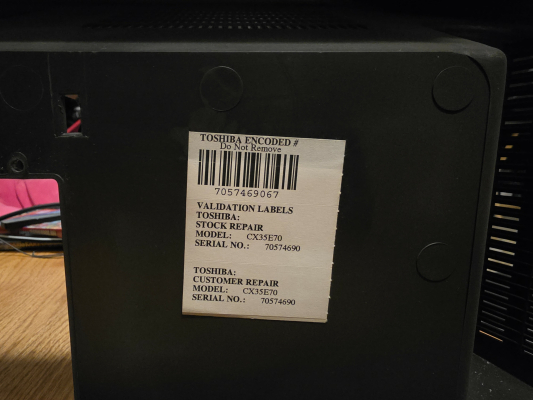 TOSHIBA ENCODED #
Do Not Remove
7057469067
VALIDATION LABELS
TOSHIBA:
STOCK REPAIR
MODEL: CX35E70
SERIAL NO.: 70574690
TOSHIBA:
CUSTOMER REPAIR
MODEL: CX35E70
SERIAL NO.: 70574690